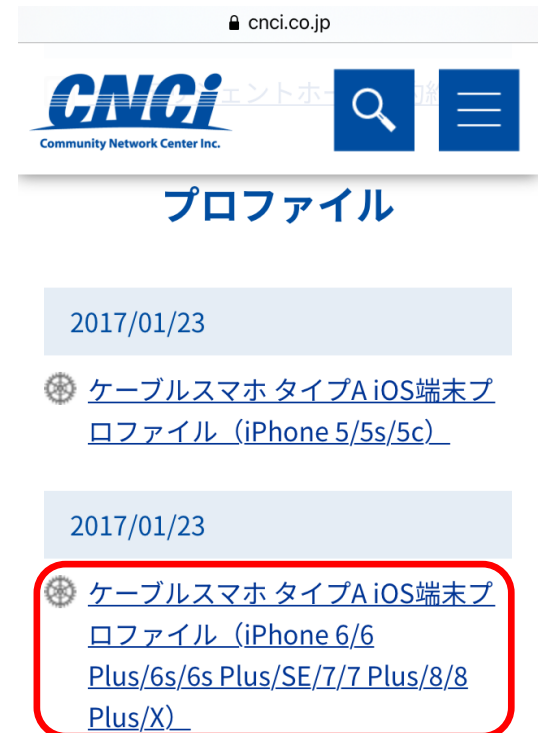 cnci.co.jp
CNCi
Community Network Center Inc.
プロファイル
2017/01/23
ケーブルスマホ タイプA iOS端末プ
ロファイル（iPhone 5/5s/5c）
2017/01/23
ケーブルスマホ タイプA iOS端末プ
ロファイル（iPhone 6/6
Plus/6s/6s Plus/SE/7/7 Plus/8/8
Plus/X）